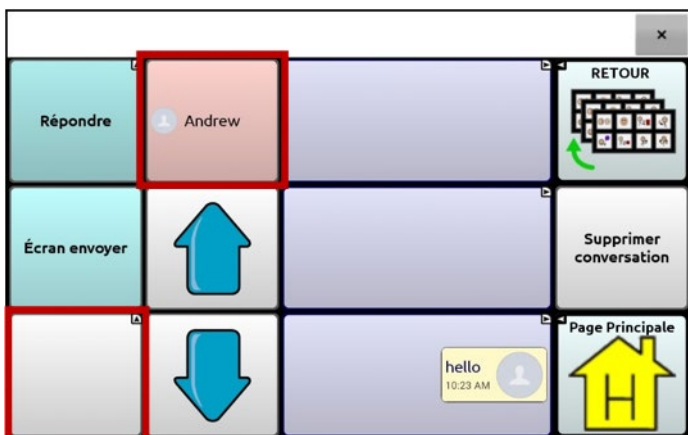 ×
Répondre
Andrew
RETOUR
Écran envoyer
Supprimer
conversation
hello
10:23 AM
Page Principale
H